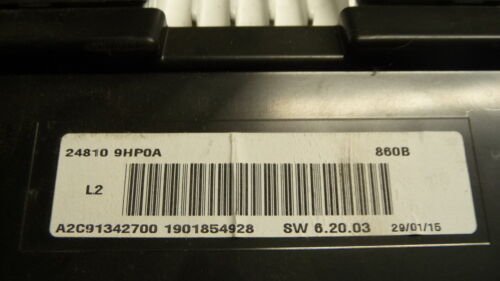 24810 9HP0A 860B
L2
A2C91342700 1901854928 SW 6.20.03 29/01/15